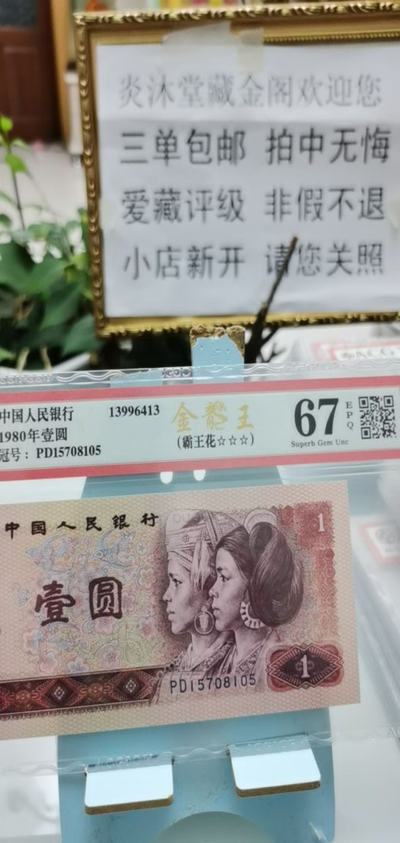 炎沐堂藏金阁欢迎您
三单包邮 拍中无悔
爱藏评级 非假不退
小店新开 请您关照
ACG
中国人民银行 13996413 金龍王 67 EPQ
1980年壹圆 (霸王花☆☆☆) Superb Gem Unc
冠号: PD15708105
中国人民银行 1
壹圆
1
PD15708105